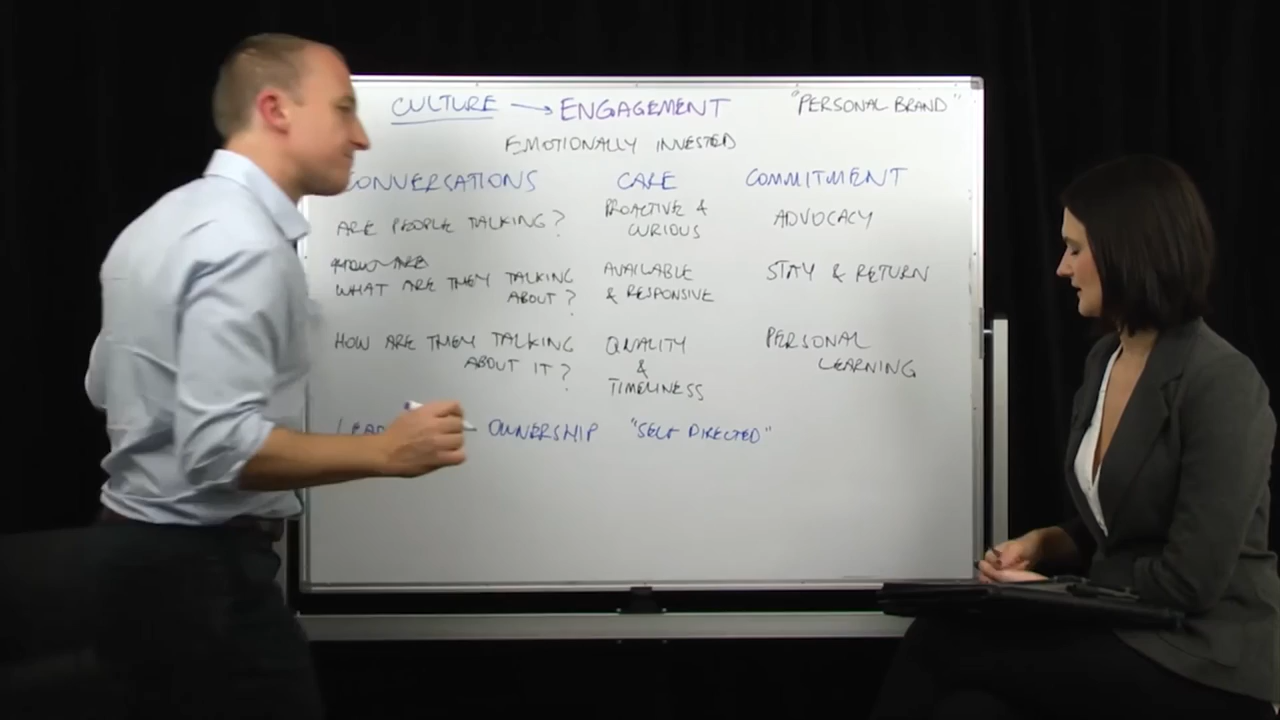 CULTURE → ENGAGEMENT "PERSONAL BRAND"
EMOTIONALLY INVESTED
CONVERSATIONS CARE COMMITMENT
ARE PEOPLE TALKING? PROACTIVE & CURIOUS ADVOCACY
WHAT ARE THEY TALKING ABOUT? AVAILABLE & RESPONSIVE STAY & RETURN
HOW ARE THEY TALKING ABOUT IT? QUALITY & TIMELINESS PERSONAL LEARNING
OWNERSHIP "SELF DIRECTED"